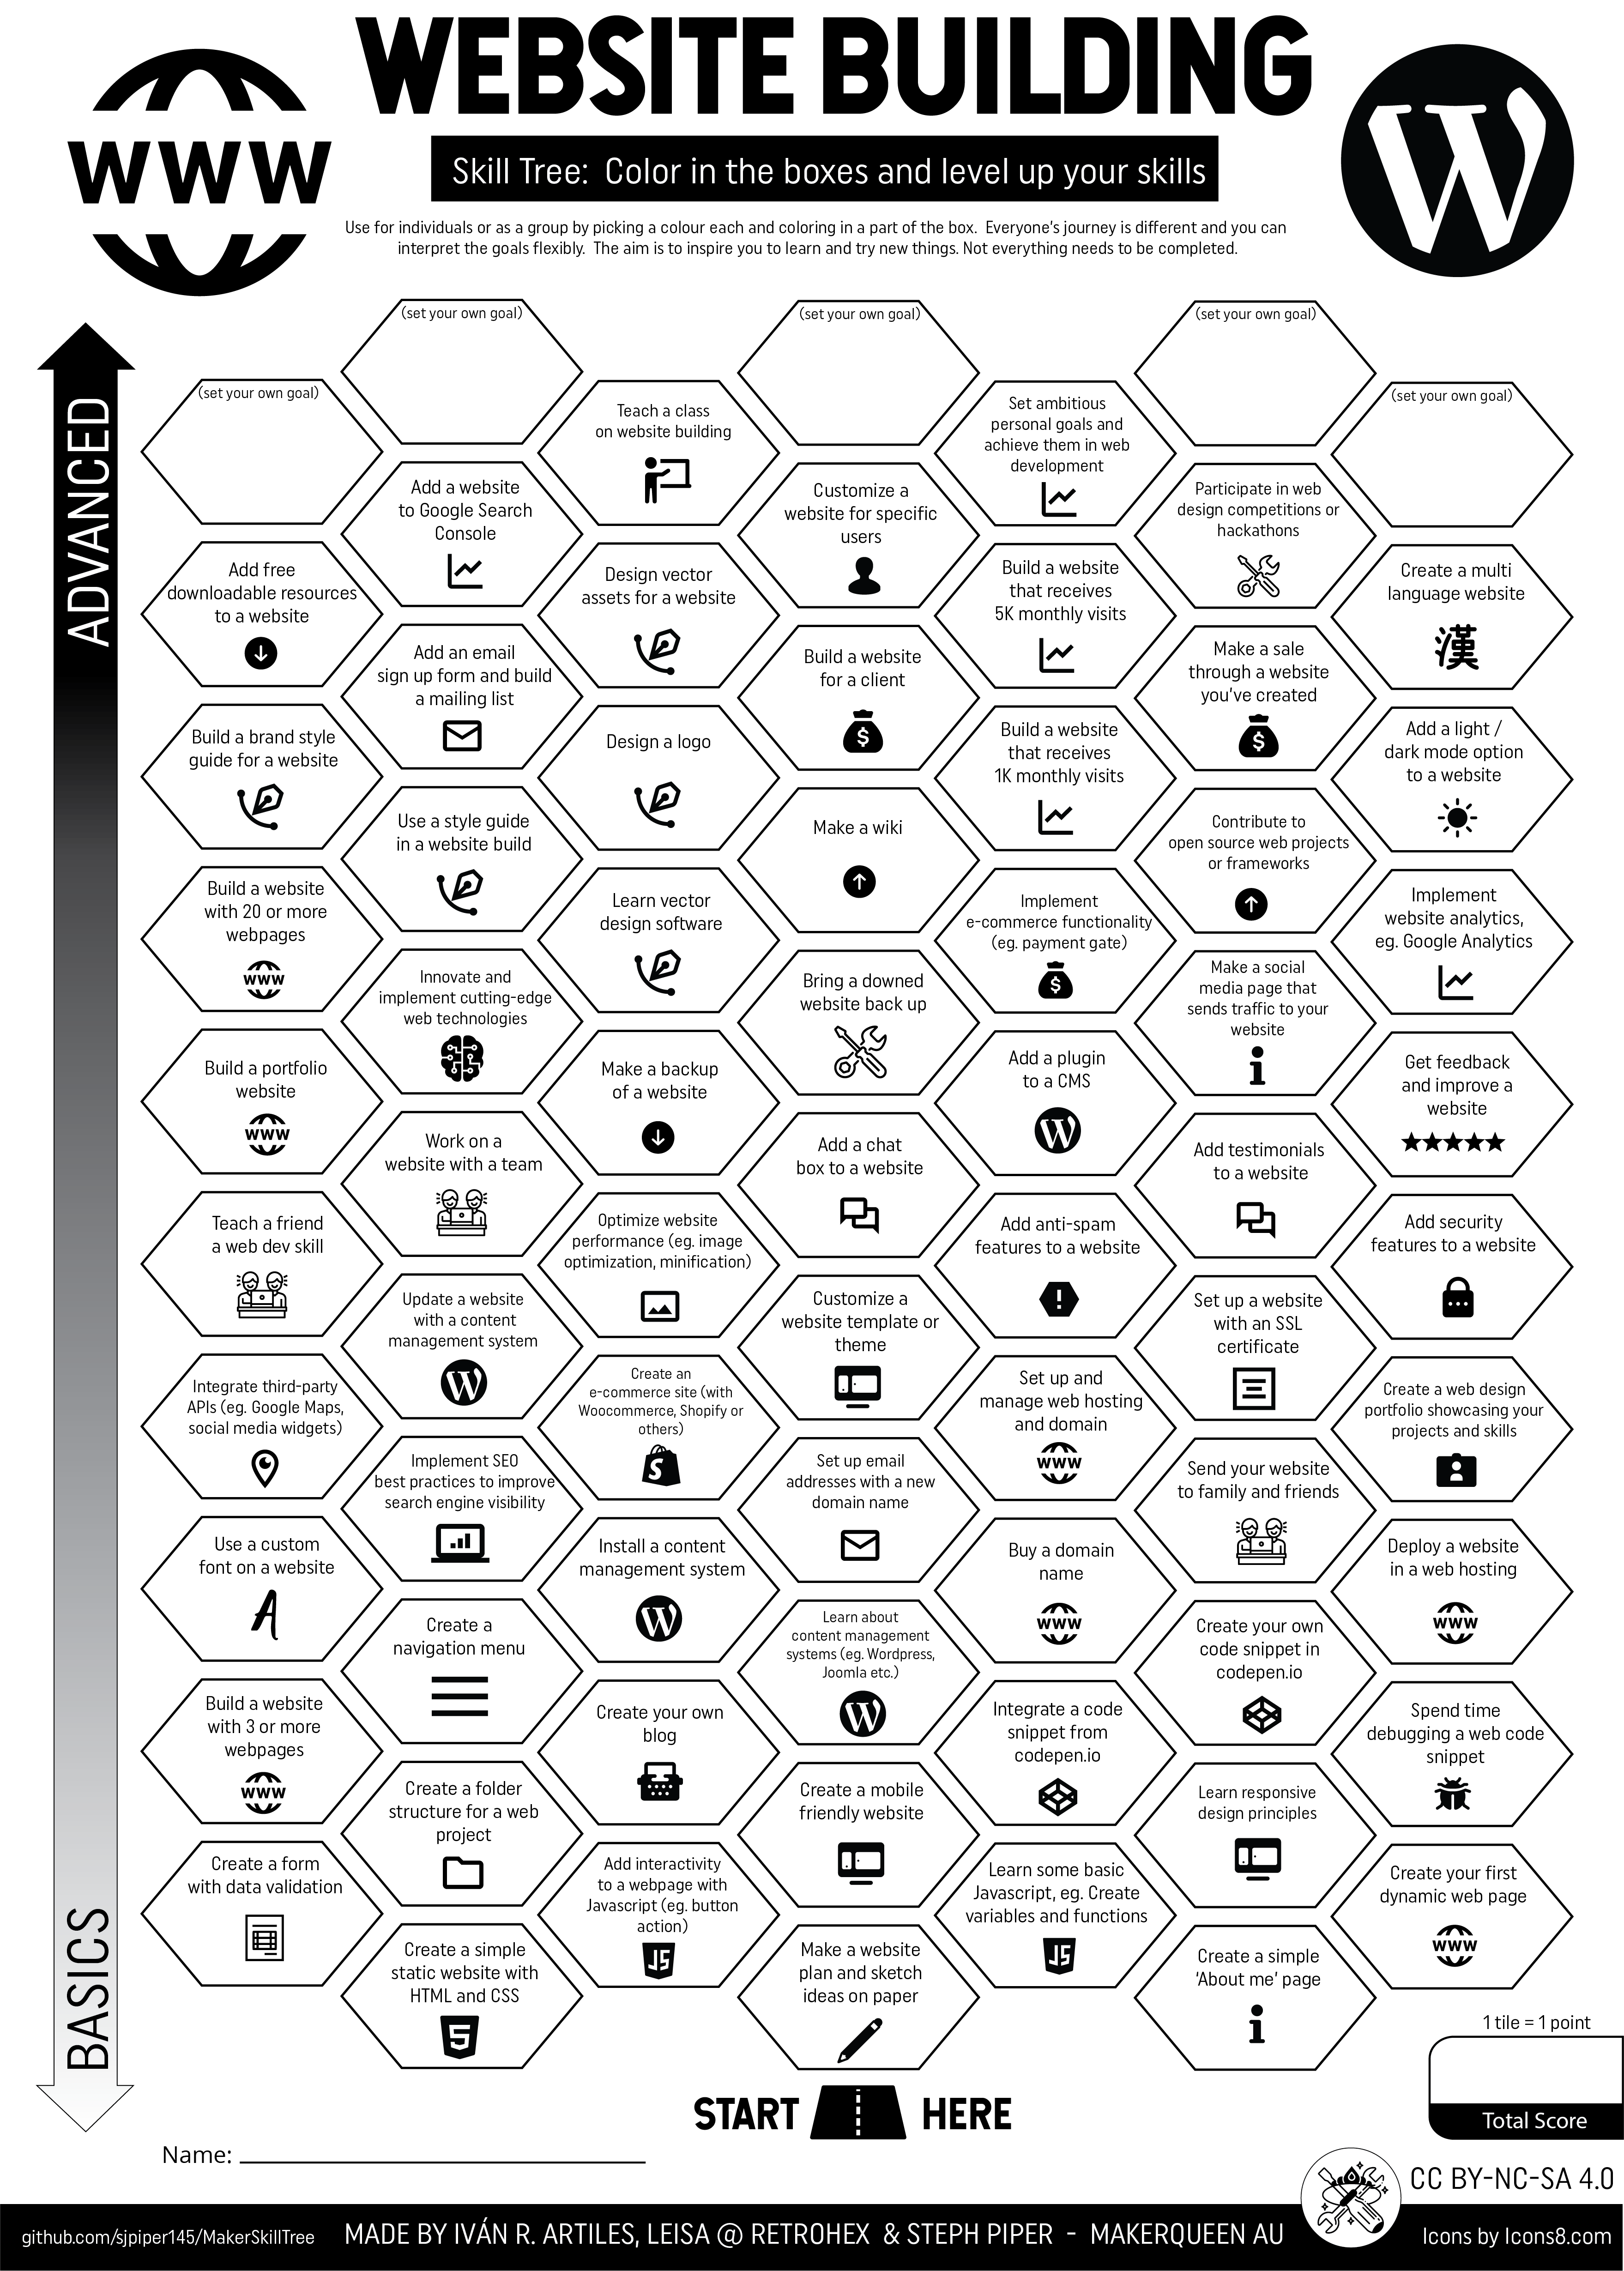 WEBSITE BUILDING
WWW
W
Skill Tree:  Color in the boxes and level up your skills
Use for individuals or as a group by picking a colour each and coloring in a part of the box.  Everyone's journey is different and you can
interpret the goals flexibly.  The aim is to inspire you to learn and try new things. Not everything needs to be completed.
ADVANCED
(set your own goal)
(set your own goal)
(set your own goal)
(set your own goal)
(set your own goal)
Teach a class
on website building
Set ambitious
personal goals and
achieve them in web
development
Add a website
to Google Search
Console
Customize a
website for specific
users
Participate in web
design competitions or
hackathons
Add free
downloadable resources
to a website
Design vector
assets for a website
Build a website
that receives
5K monthly visits
Create a multi
language website
漢
Add an email
sign up form and build
a mailing list
Build a website
for a client
$
Make a sale
through a website
you've created
$
Build a brand style
guide for a website
Design a logo
Build a website
that receives
1K monthly visits
Add a light /
dark mode option
to a website
Use a style guide
in a website build
Make a wiki
Contribute to
open source web projects
or frameworks
Build a website
with 20 or more
webpages
WWW
Learn vector
design software
Implement
e-commerce functionality
(eg. payment gate)
$
Implement
website analytics,
eg. Google Analytics
Innovate and
implement cutting-edge
web technologies
Bring a downed
website back up
Make a social
media page that
sends traffic to your
website
i
Build a portfolio
website
WWW
Make a backup
of a website
Add a plugin
to a CMS
W
Get feedback
and improve a
website
Work on a
website with a team
Add a chat
box to a website
Add testimonials
to a website
Teach a friend
a web dev skill
Optimize website
performance (eg. image
optimization, minification)
Add anti-spam
features to a website
!
Add security
features to a website
Update a website
with a content
management system
W
Customize a
website template or
theme
Set up a website
with an SSL
certificate
Integrate third-party
APIs (eg. Google Maps,
social media widgets)
Create an
e-commerce site (with
Woocommerce, Shopify or
others)
S
Set up and
manage web hosting
and domain
WWW
Create a web design
portfolio showcasing your
projects and skills
Implement SEO
best practices to improve
search engine visibility
Set up email
addresses with a new
domain name
Send your website
to family and friends
Use a custom
font on a website
A
Install a content
management system
W
Buy a domain
name
WWW
Deploy a website
in a web hosting
WWW
Create a
navigation menu
Learn about
content management
systems (eg. Wordpress,
Joomla etc.)
W
Create your own
code snippet in
codepen.io
Build a website
with 3 or more
webpages
WWW
Create your own
blog
Integrate a code
snippet from
codepen.io
Spend time
debugging a web code
snippet
Create a folder
structure for a web
project
Create a mobile
friendly website
Learn responsive
design principles
Create a form
with data validation
Add interactivity
to a webpage with
Javascript (eg. button
action)
JS
Learn some basic
Javascript, eg. Create
variables and functions
JS
Create your first
dynamic web page
WWW
Create a simple
static website with
HTML and CSS
5
Make a website
plan and sketch
ideas on paper
Create a simple
'About me' page
i
BASICS
START HERE
1 tile = 1 point
Total Score
Name:
CC BY-NC-SA 4.0
github.com/sjpiper145/MakerSkillTree
MADE BY IVÁN R. ARTILES, LEISA @ RETROHEX  & STEPH PIPER  -  MAKERQUEEN AU
Icons by Icons8.com